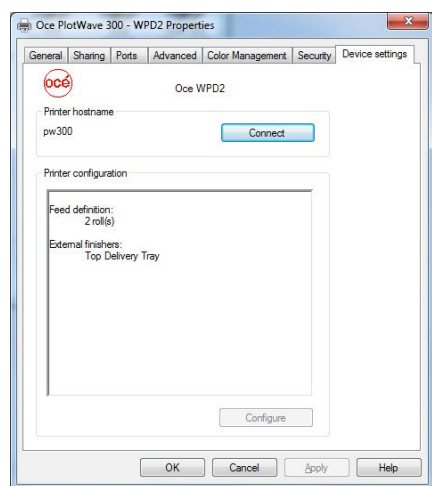 Oce PlotWave 300 - WPD2 Properties
General Sharing Ports Advanced Color Management Security Device settings
océ
Oce WPD2
Printer hostname
pw300
Connect
Printer configuration
Feed definition:
2 roll(s)
External finishers:
Top Delivery Tray
Configure
OK Cancel Apply Help